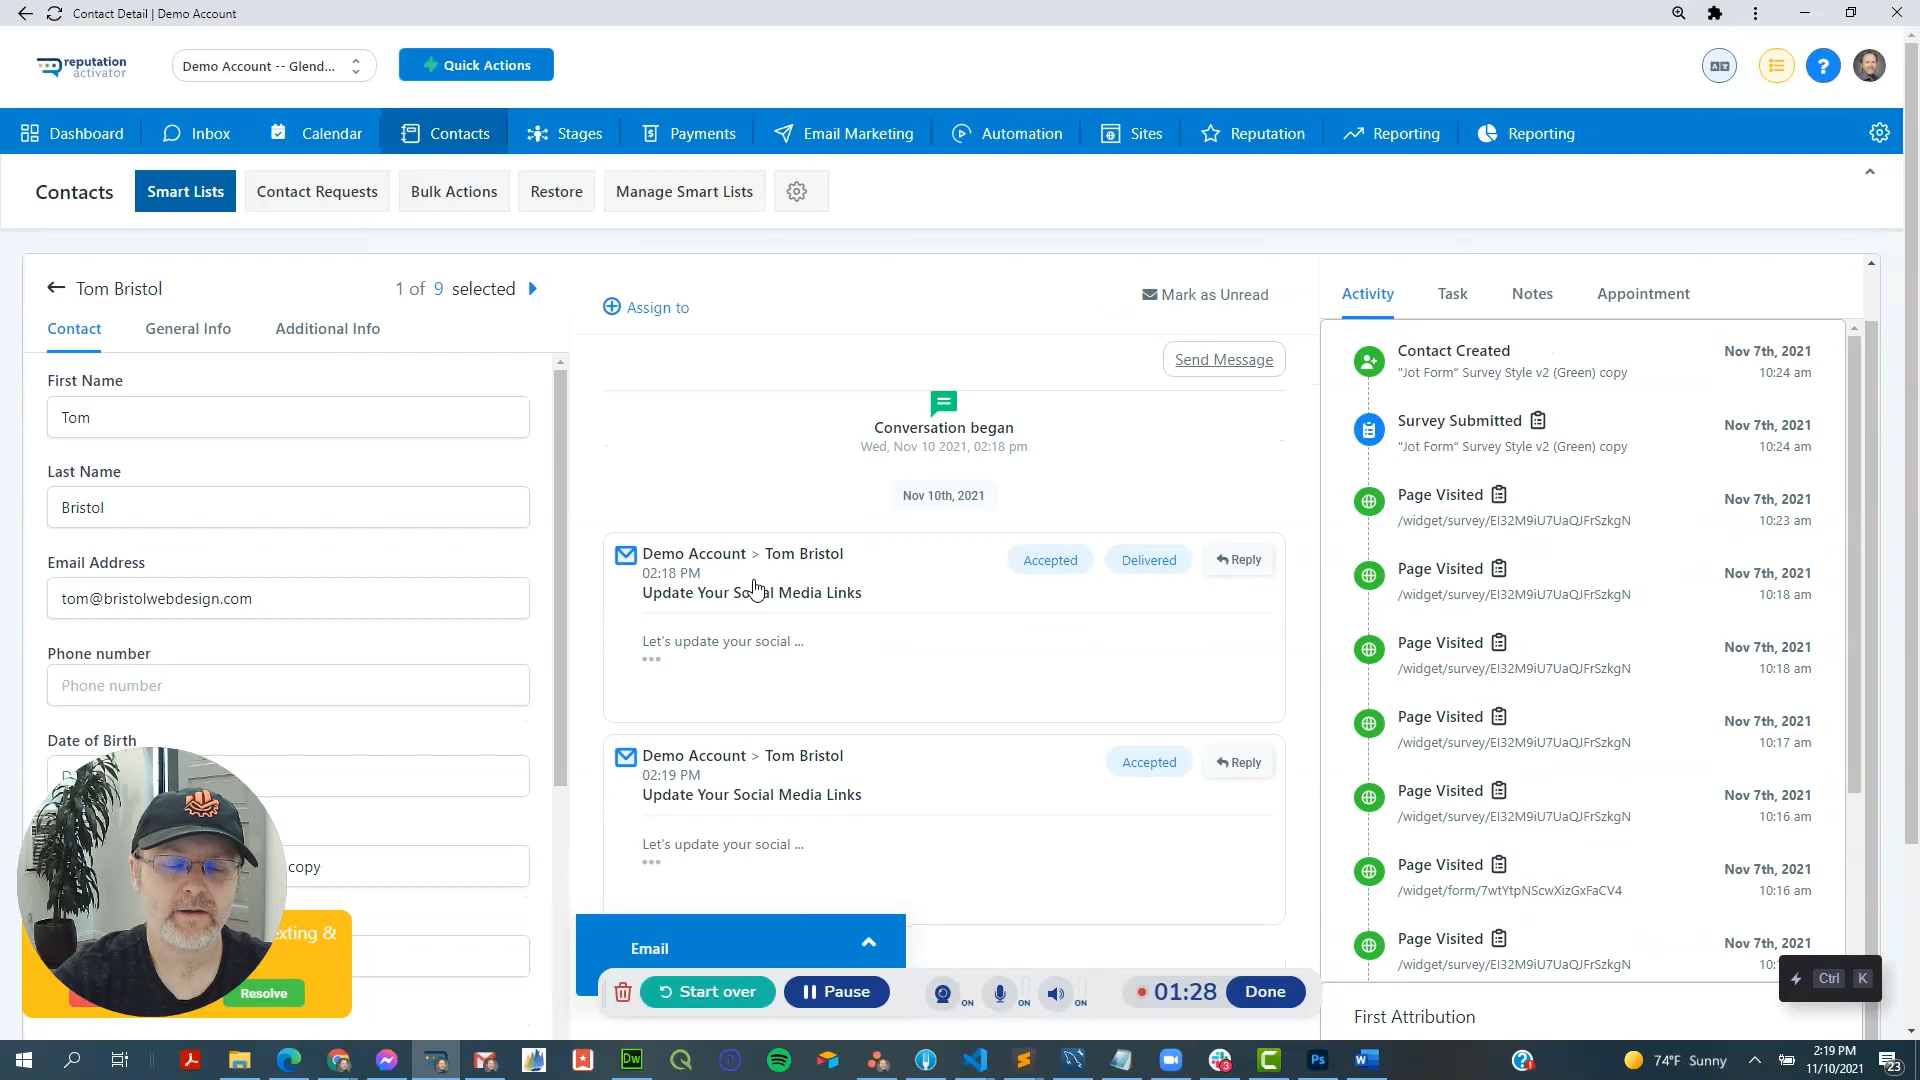 Contact Detail | Demo Account
reputation
activator
Demo Account -- Glend...
Quick Actions
?
Dashboard
Inbox
Calendar
Contacts
Stages
Payments
Email Marketing
Automation
Sites
Reputation
Reporting
Reporting
Contacts
Smart Lists
Contact Requests
Bulk Actions
Restore
Manage Smart Lists
Tom Bristol
1 of 9 selected
Contact
General Info
Additional Info
First Name
Tom
Last Name
Bristol
Email Address
tom@bristolwebdesign.com
Phone number
Phone number
Date of Birth
copy
exting &
Resolve
Assign to
Mark as Unread
Send Message
Conversation began
Wed, Nov 10 2021, 02:18 pm
Nov 10th, 2021
Demo Account > Tom Bristol
Accepted
Delivered
Reply
02:18 PM
Update Your Social Media Links
Let's update your social ...
Demo Account > Tom Bristol
Accepted
Reply
02:19 PM
Update Your Social Media Links
Let's update your social ...
Email
Start over
Pause
ON
ON
ON
01:28
Done
Activity
Task
Notes
Appointment
Contact Created
Nov 7th, 2021
"Jot Form" Survey Style v2 (Green) copy
10:24 am
Survey Submitted
Nov 7th, 2021
"Jot Form" Survey Style v2 (Green) copy
10:24 am
Page Visited
Nov 7th, 2021
/widget/survey/EI32M9iU7UaQJFrSzkgN
10:23 am
Page Visited
Nov 7th, 2021
/widget/survey/EI32M9iU7UaQJFrSzkgN
10:18 am
Page Visited
Nov 7th, 2021
/widget/survey/EI32M9iU7UaQJFrSzkgN
10:18 am
Page Visited
Nov 7th, 2021
/widget/survey/EI32M9iU7UaQJFrSzkgN
10:17 am
Page Visited
Nov 7th, 2021
/widget/survey/EI32M9iU7UaQJFrSzkgN
10:16 am
Page Visited
Nov 7th, 2021
/widget/form/7wtYtpNScwXizGxFaCV4
10:16 am
Page Visited
Nov 7th, 2021
/widget/survey/EI32M9iU7UaQJFrSzkgN
10:
Ctrl
K
First Attribution
Dw
Ps
74°F Sunny
2:19 PM
11/10/2021
23